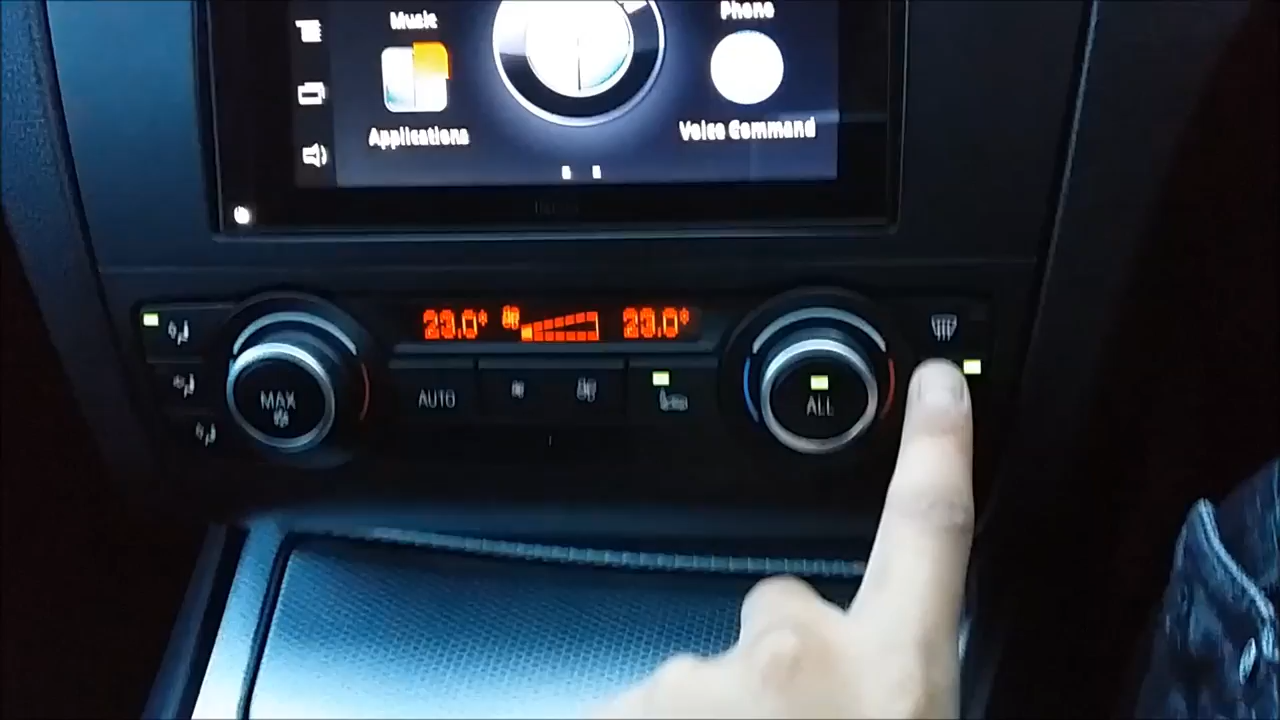 Music
Phone
Applications
Voice Command
23.0°
23.0°
MAX
AUTO
ALL